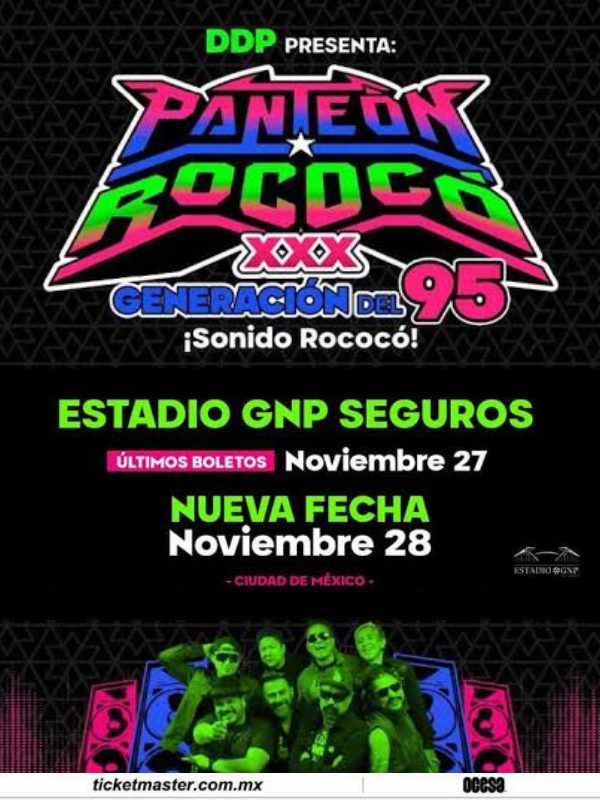 DDP PRESENTA:
PANTEÓN
ROCOCÓ
XXX
GENERACIÓN DEL 95
¡Sonido Rococó!
ESTADIO GNP SEGUROS
ÚLTIMOS BOLETOS Noviembre 27
NUEVA FECHA
Noviembre 28
ESTADIO GNP
- CIUDAD DE MÉXICO -
ticketmaster.com.mx
ocesa